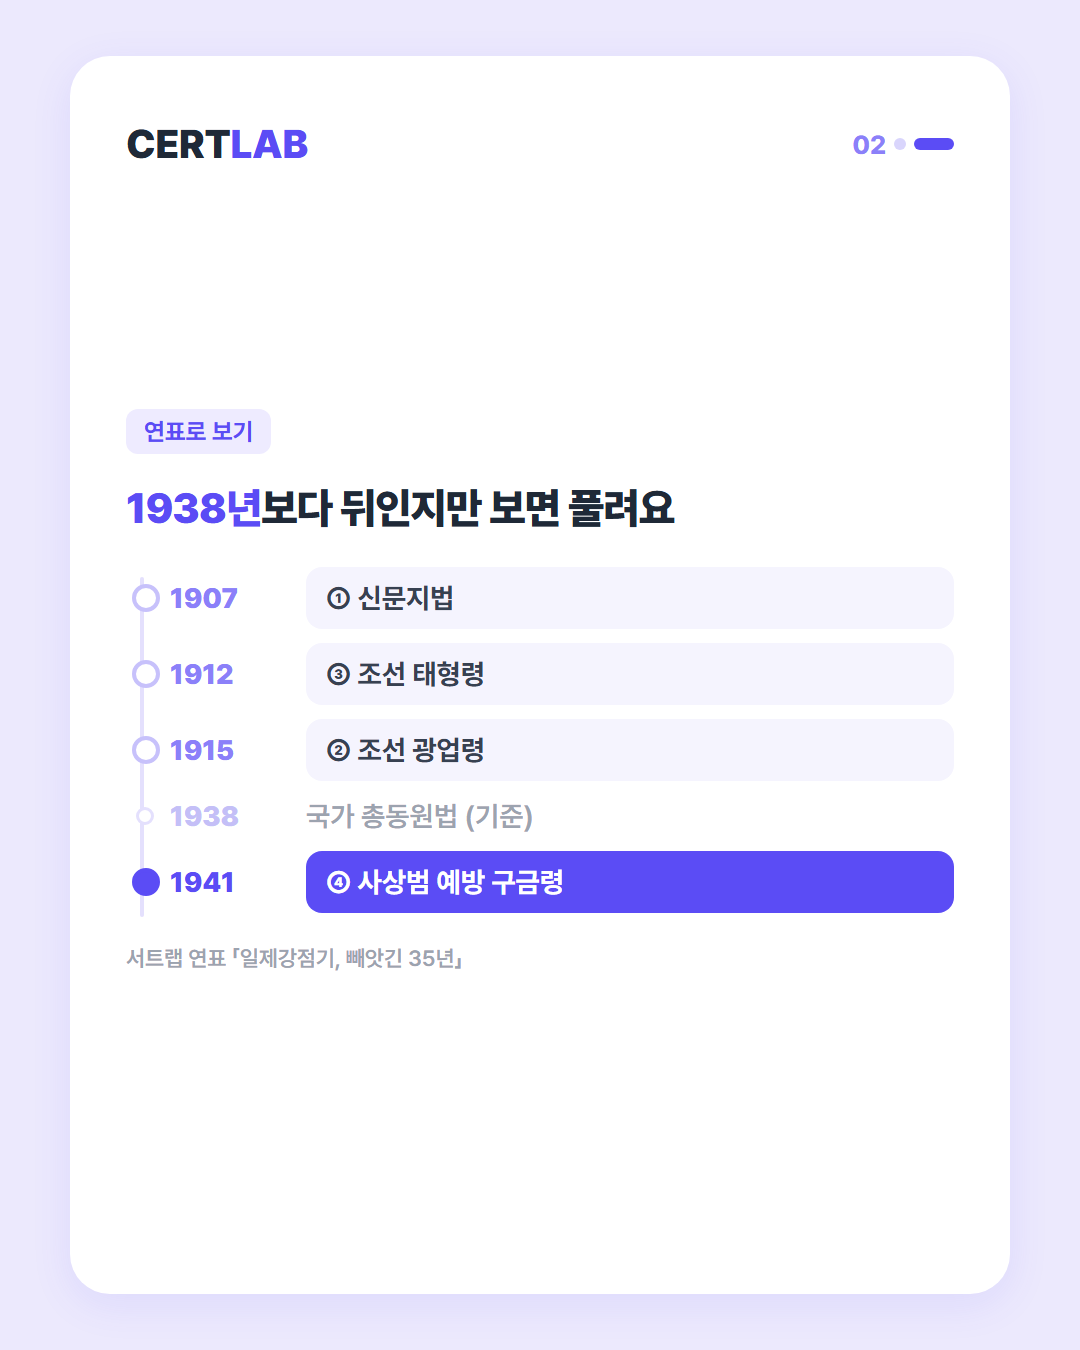 CERTLAB
02
연표로 보기
1938년보다 뒤인지만 보면 풀려요
1907 ① 신문지법
1912 ③ 조선 태형령
1915 ② 조선 광업령
1938 국가 총동원법 (기준)
1941 ④ 사상범 예방 구금령
서트랩 연표 「일제강점기, 빼앗긴 35년」